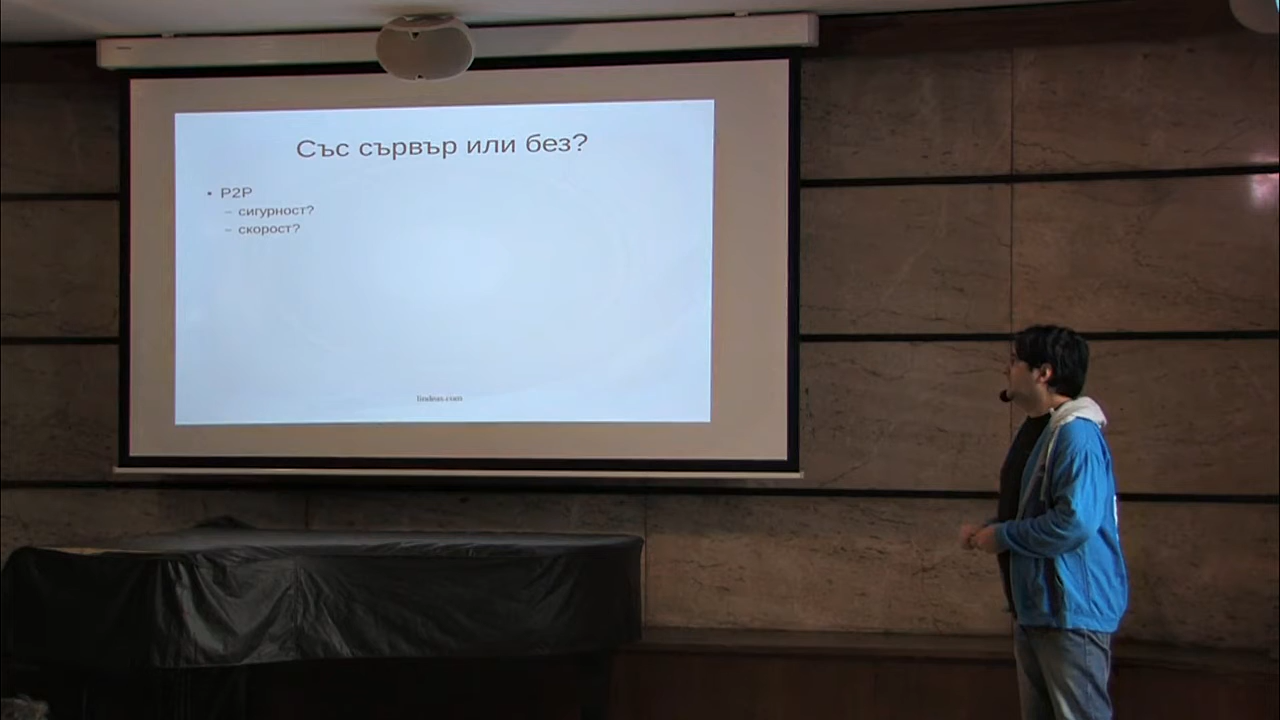 Със сървър или без?
• P2P
– сигурност?
– скорост?